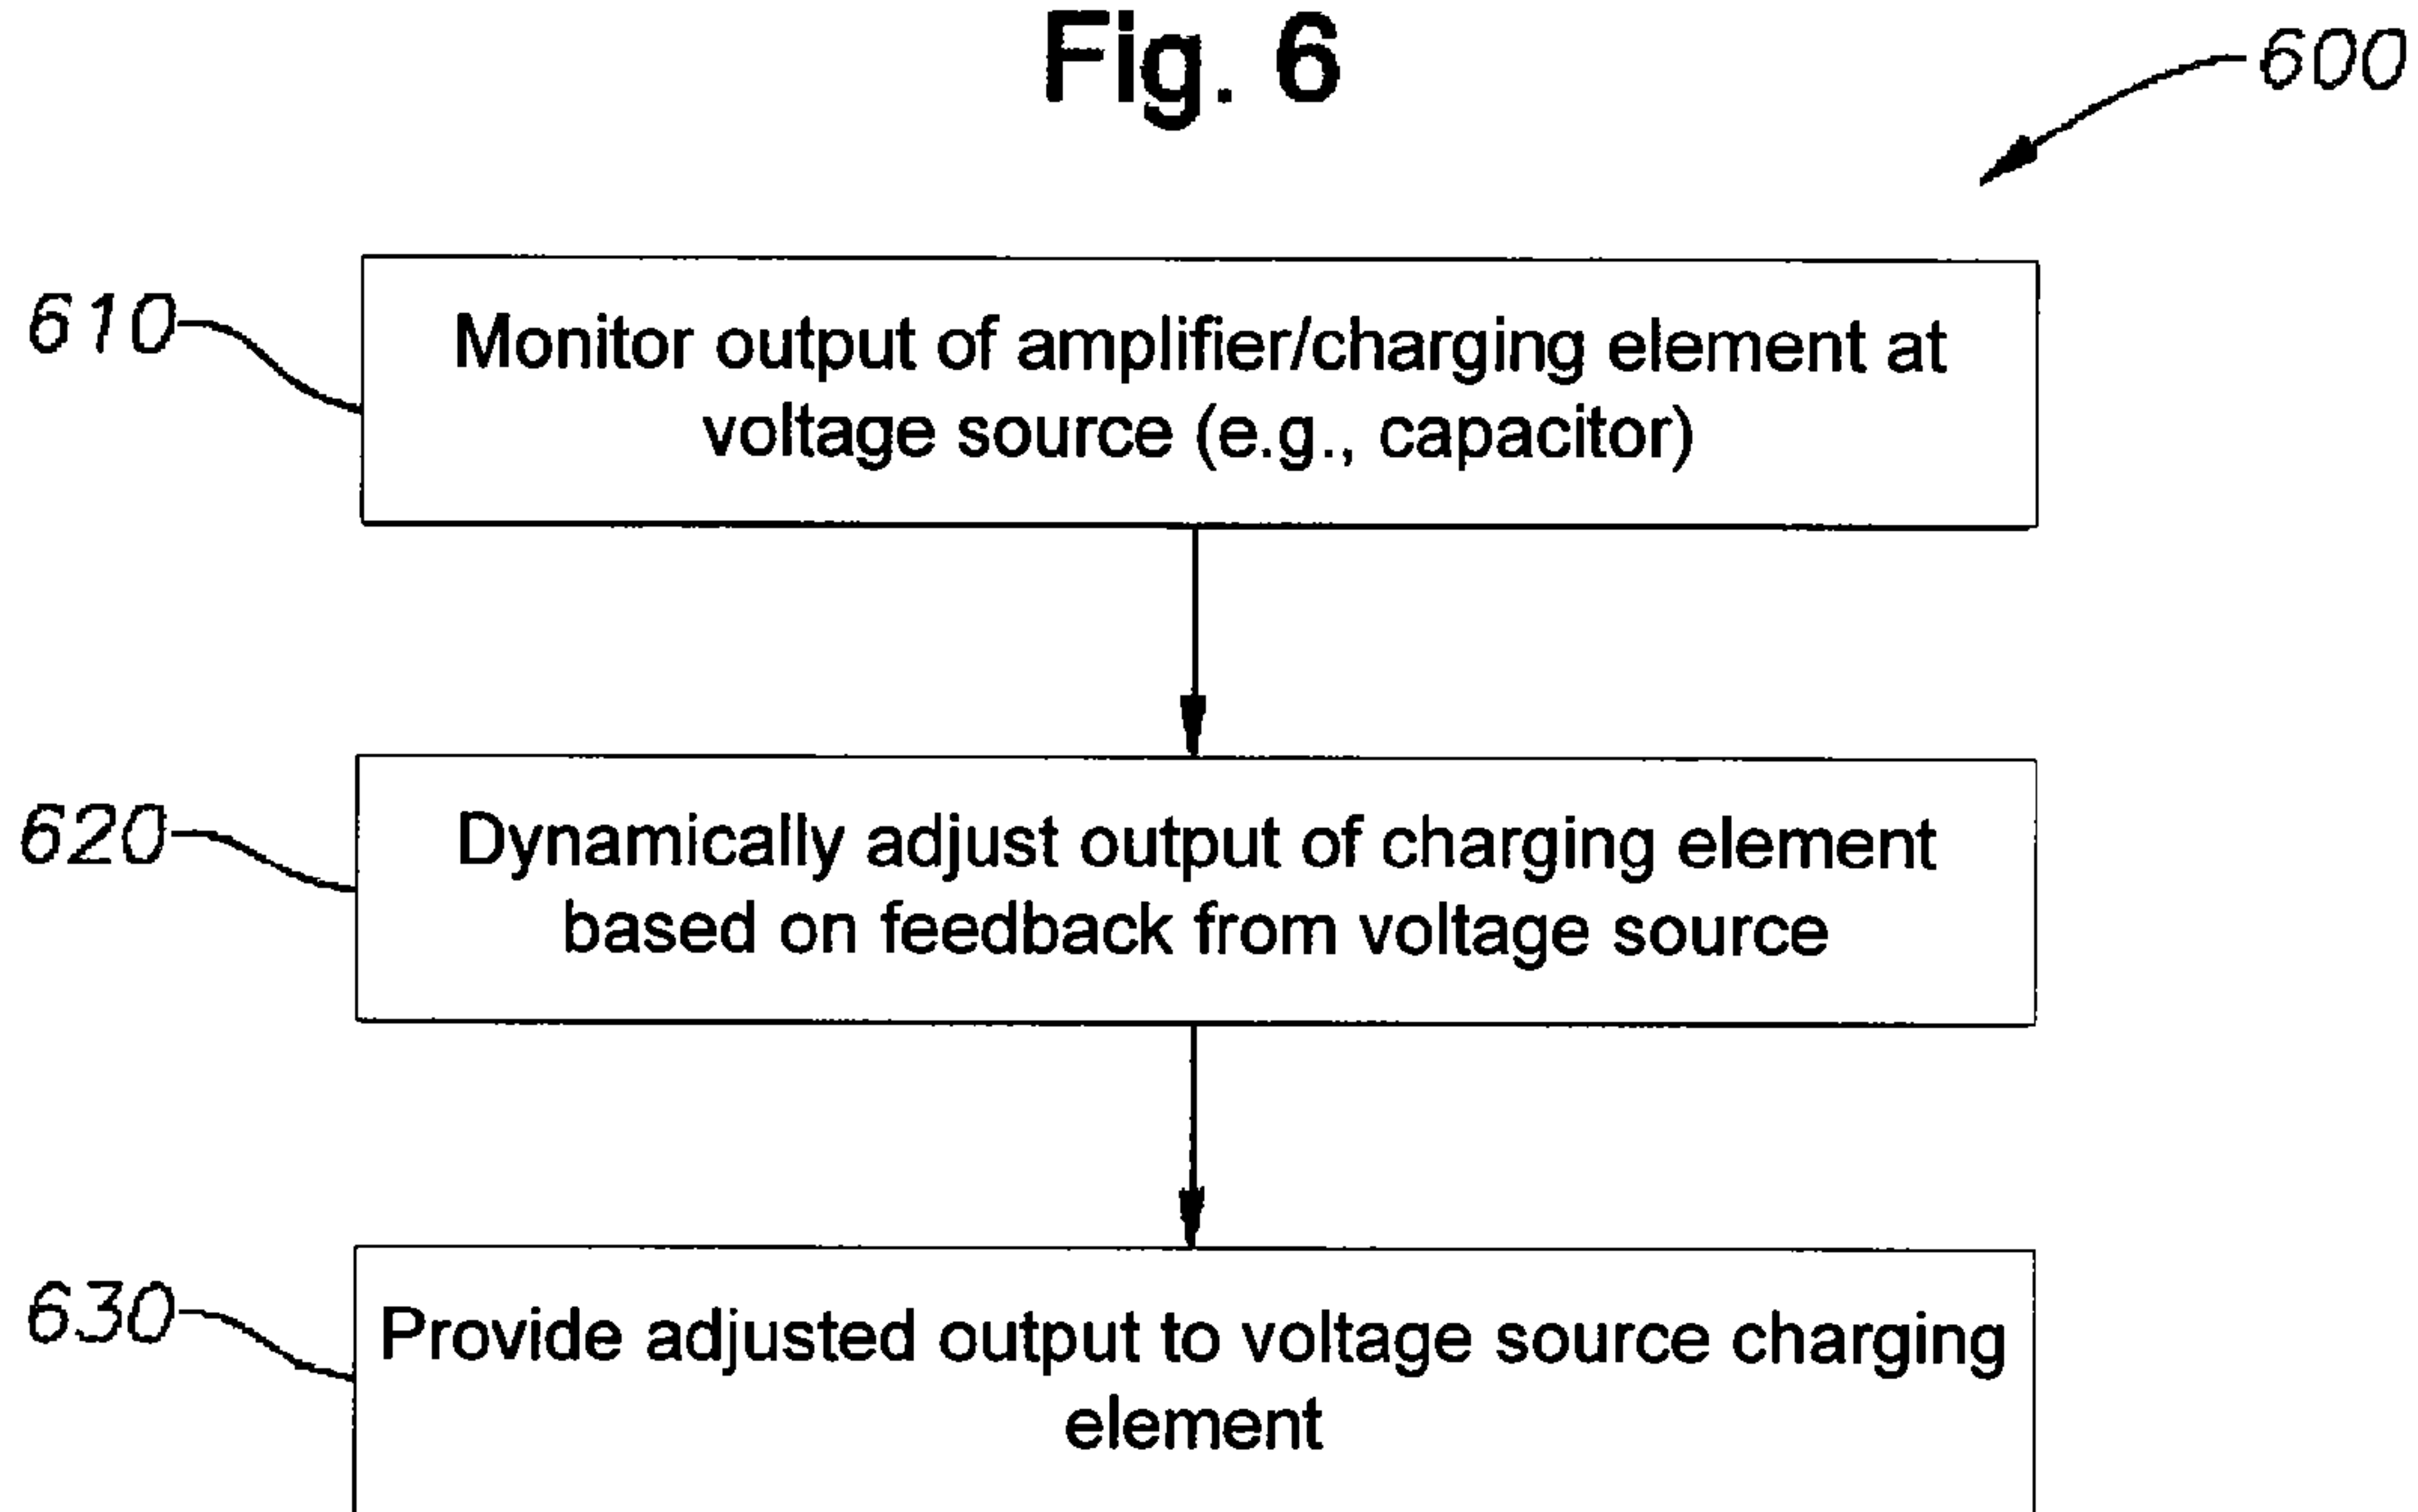 Fig. 6
600
610
Monitor output of amplifier/charging element at
voltage source (e.g., capacitor)
620
Dynamically adjust output of charging element
based on feedback from voltage source
630
Provide adjusted output to voltage source charging
element